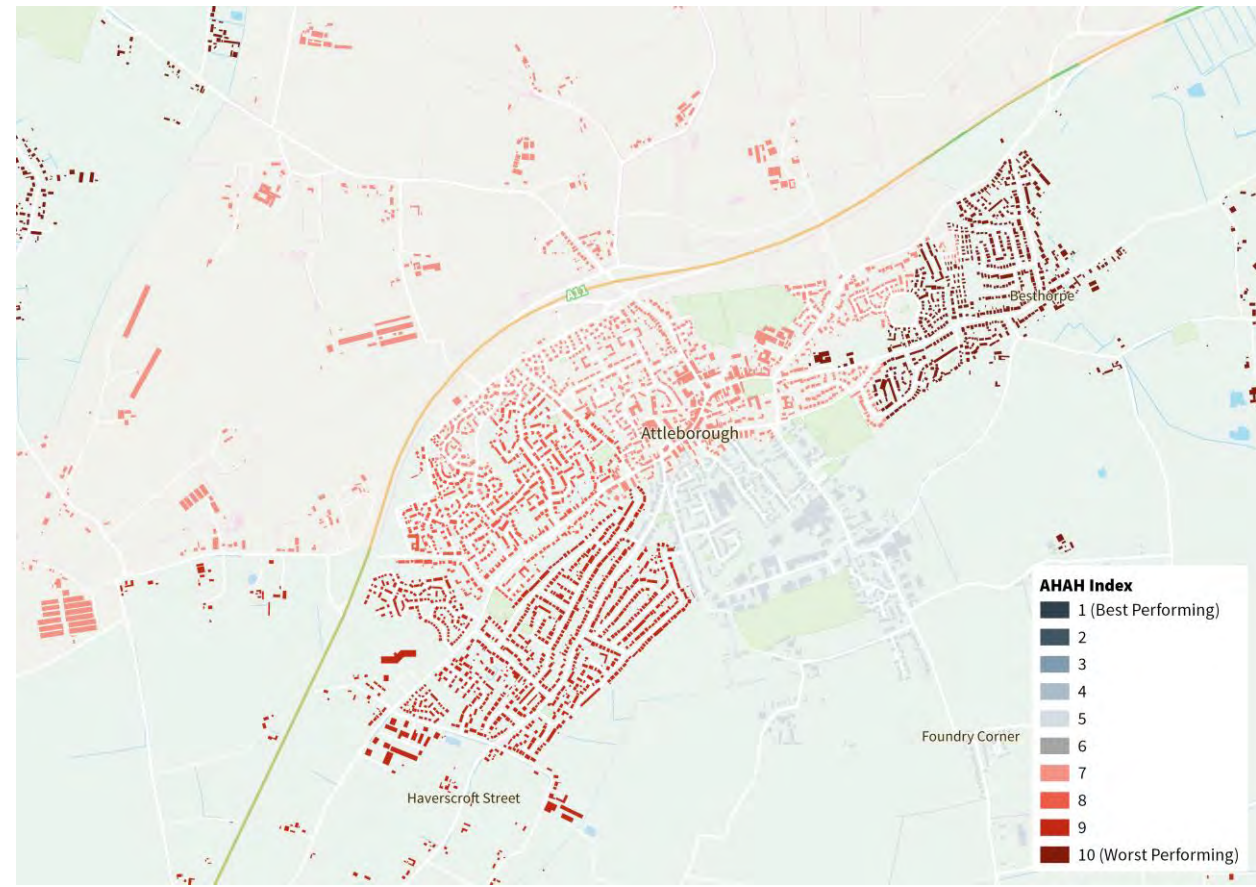 A11
Besthorpe
Attleborough
Foundry Corner
Haverscroft Street
AHAH Index
1 (Best Performing)
2
3
4
5
6
7
8
9
10 (Worst Performing)